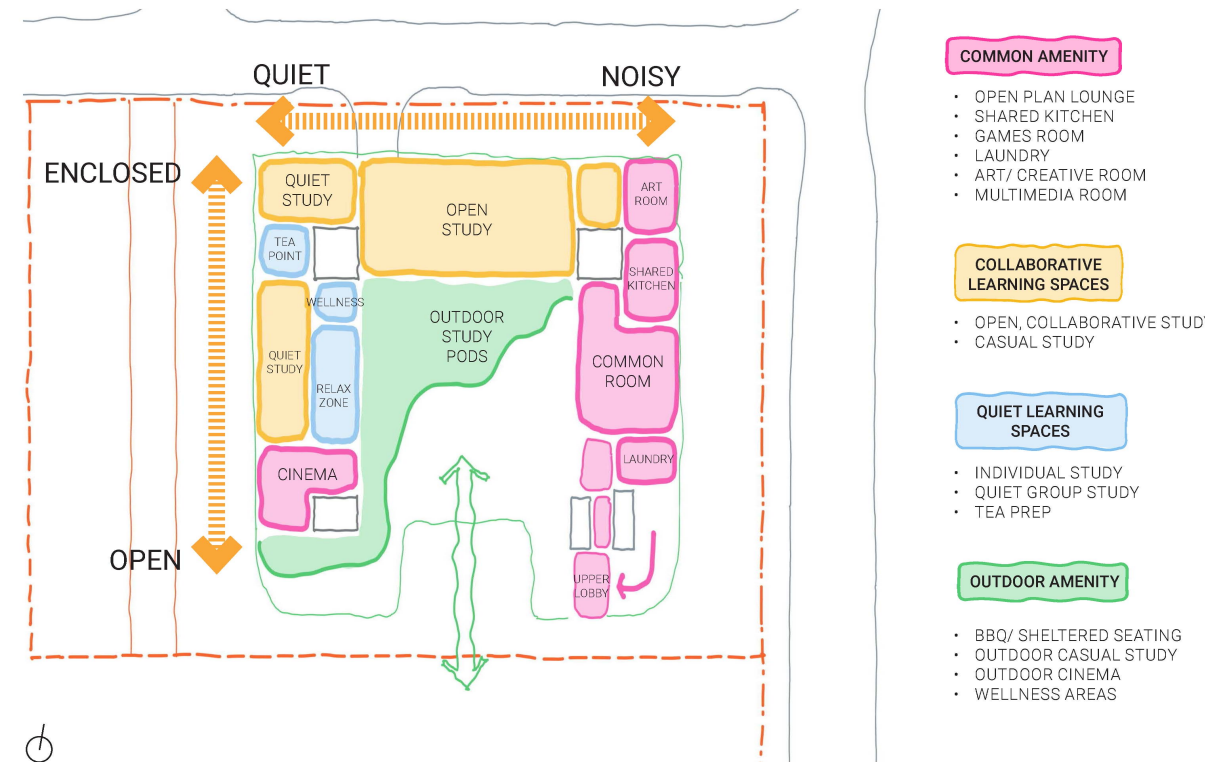 QUIET
NOISY
ENCLOSED
OPEN
QUIET
STUDY
OPEN
STUDY
ART
ROOM
TEA
POINT
SHARED
KITCHEN
WELLNESS
OUTDOOR
STUDY
PODS
QUIET
STUDY
RELAX
ZONE
COMMON
ROOM
CINEMA
LAUNDRY
UPPER
LOBBY
COMMON AMENITY
• OPEN PLAN LOUNGE
• SHARED KITCHEN
• GAMES ROOM
• LAUNDRY
• ART/ CREATIVE ROOM
• MULTIMEDIA ROOM
COLLABORATIVE
LEARNING SPACES
• OPEN, COLLABORATIVE STUD
• CASUAL STUDY
QUIET LEARNING
SPACES
• INDIVIDUAL STUDY
• QUIET GROUP STUDY
• TEA PREP
OUTDOOR AMENITY
• BBQ/ SHELTERED SEATING
• OUTDOOR CASUAL STUDY
• OUTDOOR CINEMA
• WELLNESS AREAS